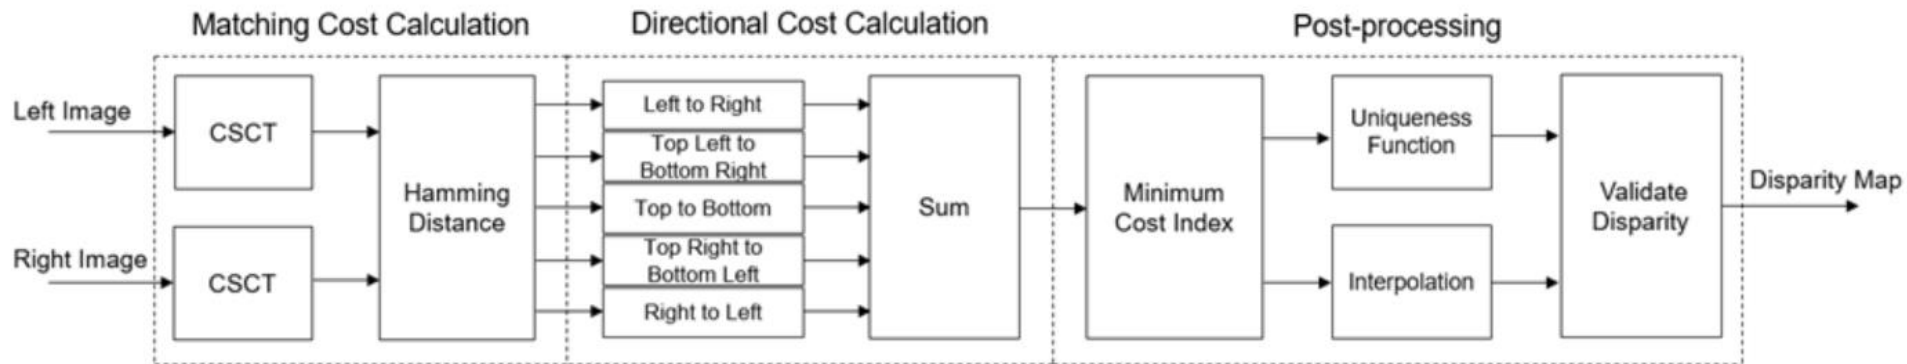 Matching Cost Calculation
Directional Cost Calculation
Post-processing
Left Image
CSCT
Right Image
CSCT
Hamming
Distance
Left to Right
Top Left to
Bottom Right
Top to Bottom
Top Right to
Bottom Left
Right to Left
Sum
Minimum
Cost Index
Uniqueness
Function
Interpolation
Validate
Disparity
Disparity Map